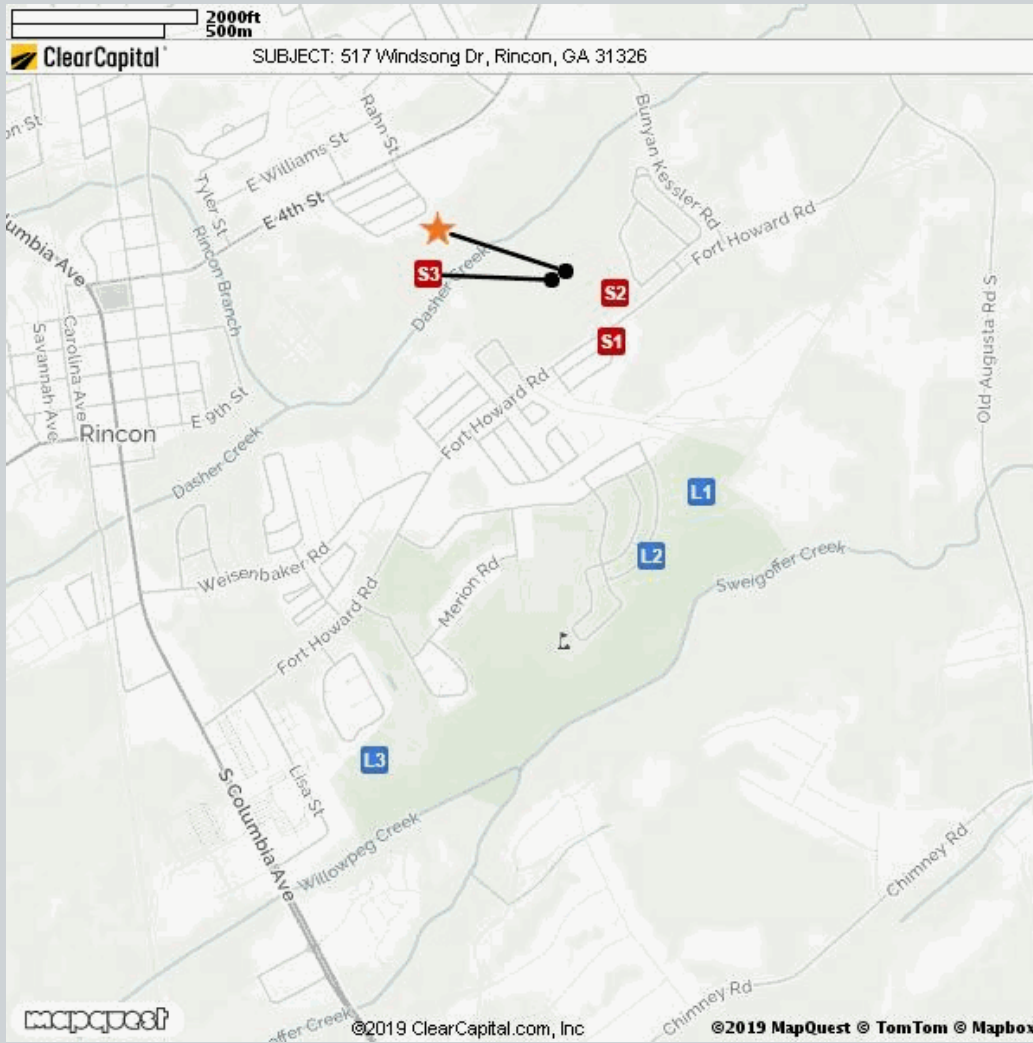 2000ft
500m
ClearCapital
SUBJECT: 517 Windsong Dr, Rincon, GA 31326
Rahn St
Bunyan Kessler Rd
E Williams St
Tyler St
E 4th St
Fort Howard Rd
Rincon Branch
S3
Dasher Creek
S2
S1
Columbia Ave
Savannah Ave
Carolina Ave
Old Augusta Rd S
E 9th St
Rincon
Fort Howard Rd
Dasher Creek
L1
L2
Weisenbaker Rd
Merion Rd
Sweigoffer Creek
Fort Howard Rd
L3
Lisa St
S Columbia Ave
Willowpeg Creek
Chimney Rd
Chimney Rd
offer Creek
mapquest
©2019 ClearCapital.com, Inc
©2019 MapQuest © TomTom © Mapbox